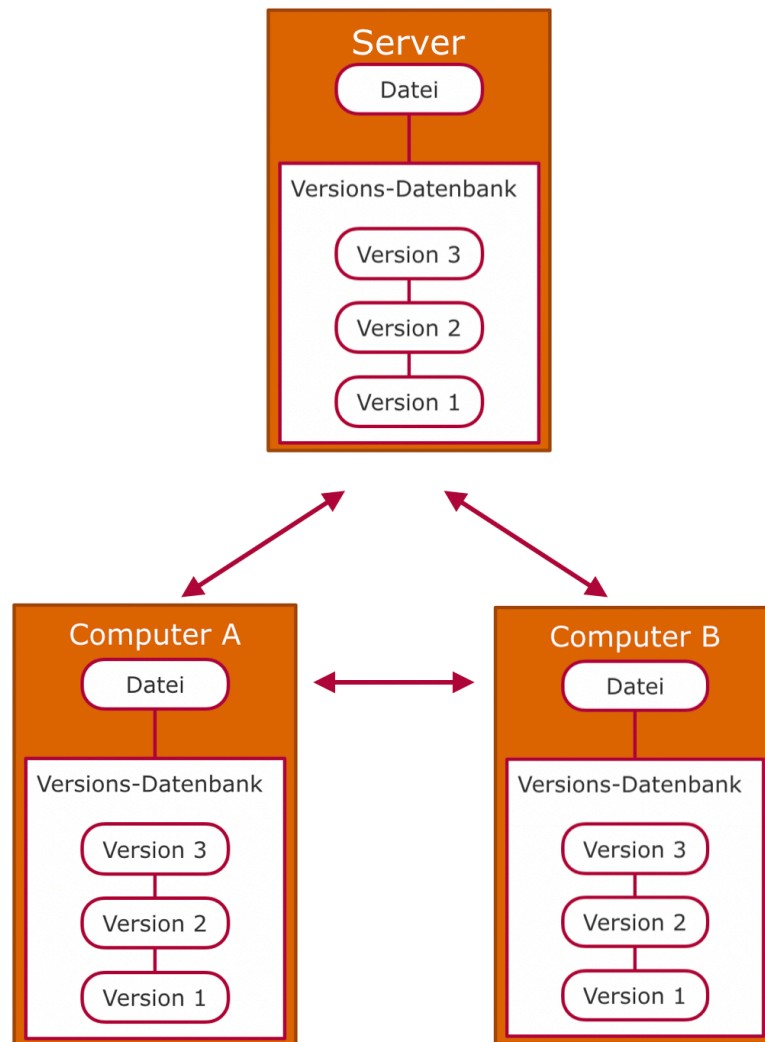 Server
Datei
Versions-Datenbank
Version 3
Version 2
Version 1
Computer A
Datei
Versions-Datenbank
Version 3
Version 2
Version 1
Computer B
Datei
Versions-Datenbank
Version 3
Version 2
Version 1